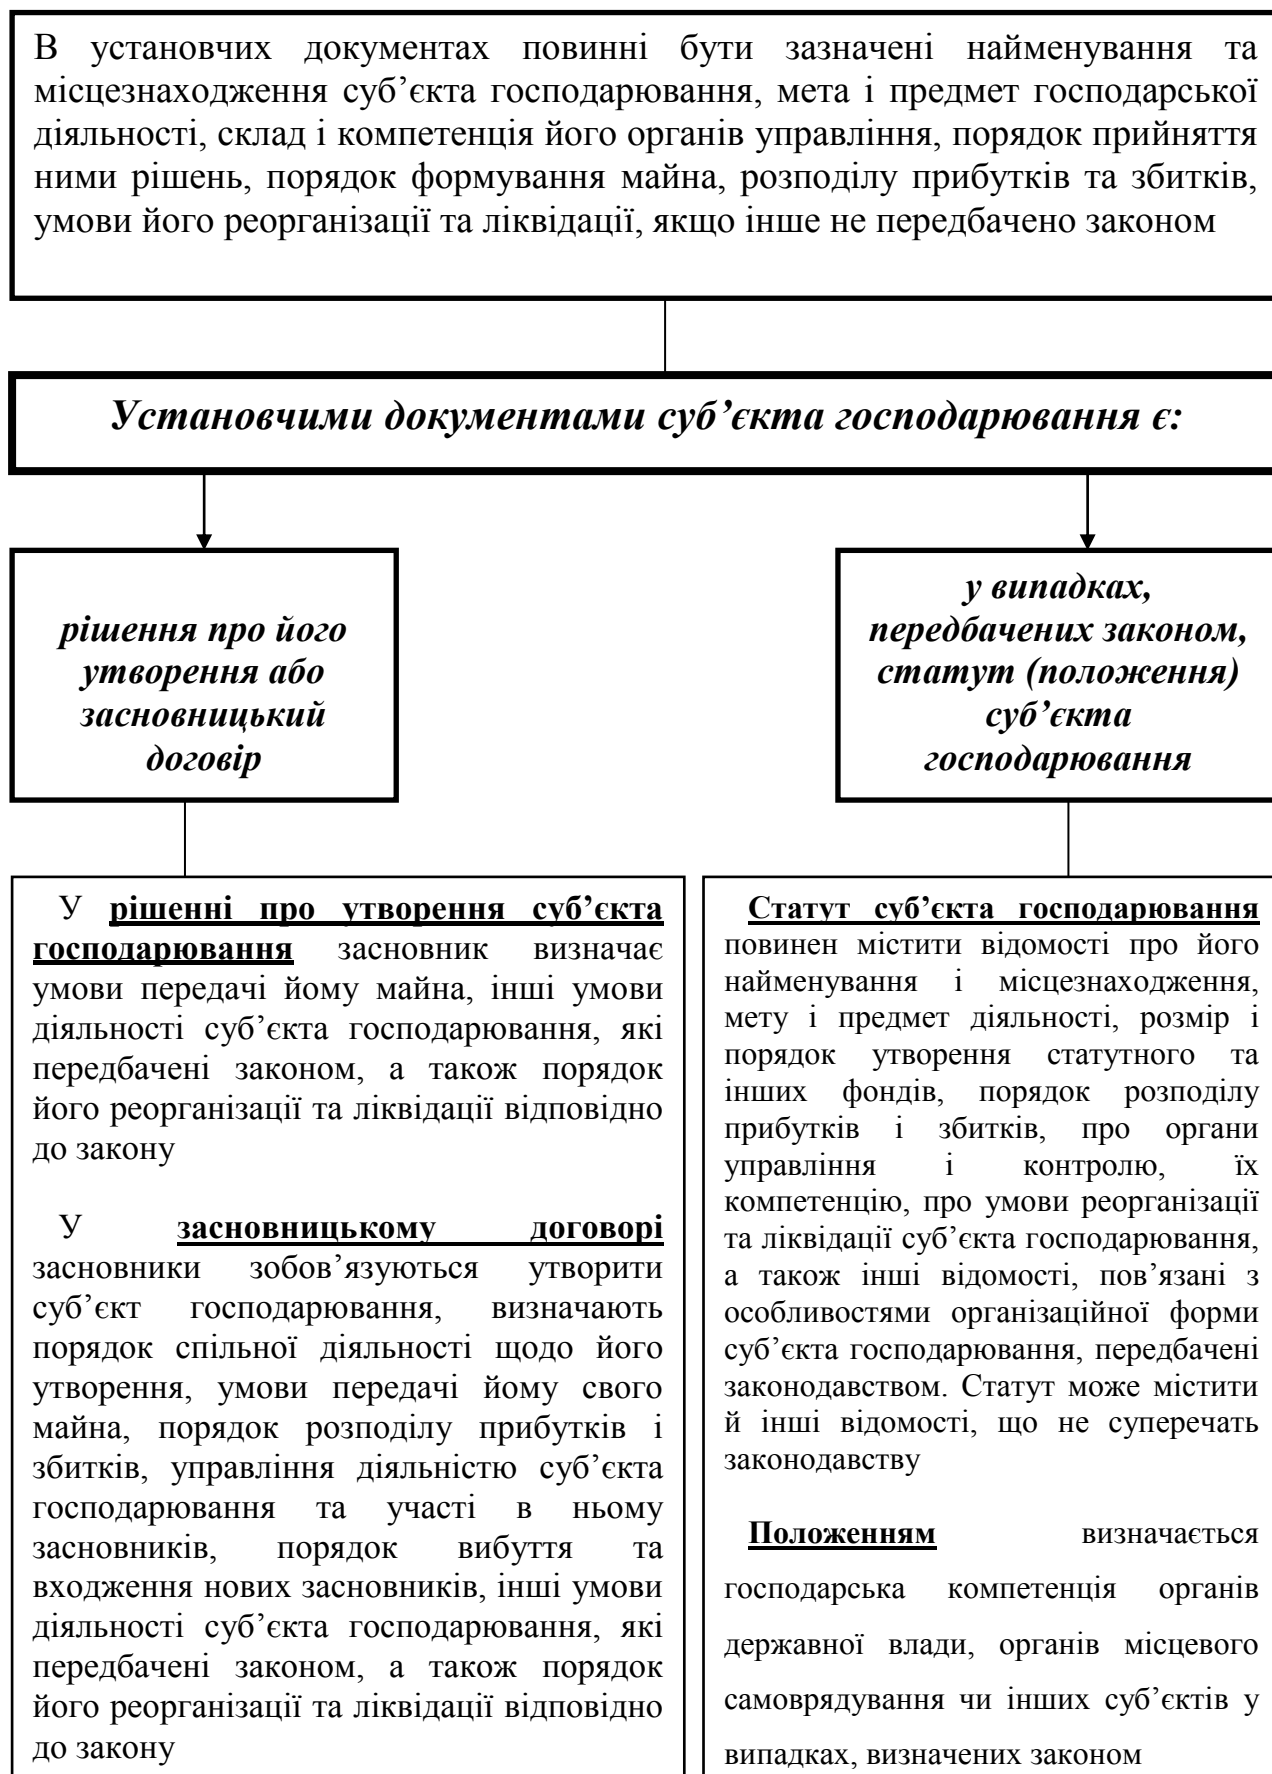 В установчих документах повинні бути зазначені найменування та
місцезнаходження суб’єкта господарювання, мета і предмет господарської
діяльності, склад і компетенція його органів управління, порядок прийняття
ними рішень, порядок формування майна, розподілу прибутків та збитків,
умови його реорганізації та ліквідації, якщо інше не передбачено законом
Установчими документами суб’єкта господарювання є:
рішення про його
утворення або
засновницький
договір
у випадках,
передбачених законом,
статут (положення)
суб’єкта
господарювання
У рішенні про утворення суб’єкта
господарювання засновник визначає
умови передачі йому майна, інші умови
діяльності суб’єкта господарювання, які
передбачені законом, а також порядок
його реорганізації та ліквідації відповідно
до закону
У засновницькому договорі
засновники зобов’язуються утворити
суб’єкт господарювання, визначають
порядок спільної діяльності щодо його
утворення, умови передачі йому свого
майна, порядок розподілу прибутків і
збитків, управління діяльністю суб’єкта
господарювання та участі в ньому
засновників, порядок вибуття та
входження нових засновників, інші умови
діяльності суб’єкта господарювання, які
передбачені законом, а також порядок
його реорганізації та ліквідації відповідно
до закону
Статут суб’єкта господарювання
повинен містити відомості про його
найменування і місцезнаходження,
мету і предмет діяльності, розмір і
порядок утворення статутного та
інших фондів, порядок розподілу
прибутків і збитків, про органи
управління і контролю, їх
компетенцію, про умови реорганізації
та ліквідації суб’єкта господарювання,
а також інші відомості, пов’язані з
особливостями організаційної форми
суб’єкта господарювання, передбачені
законодавством. Статут може містити
й інші відомості, що не суперечать
законодавству
Положенням визначається
господарська компетенція органів
державної влади, органів місцевого
самоврядування чи інших суб’єктів у
випадках, визначених законом